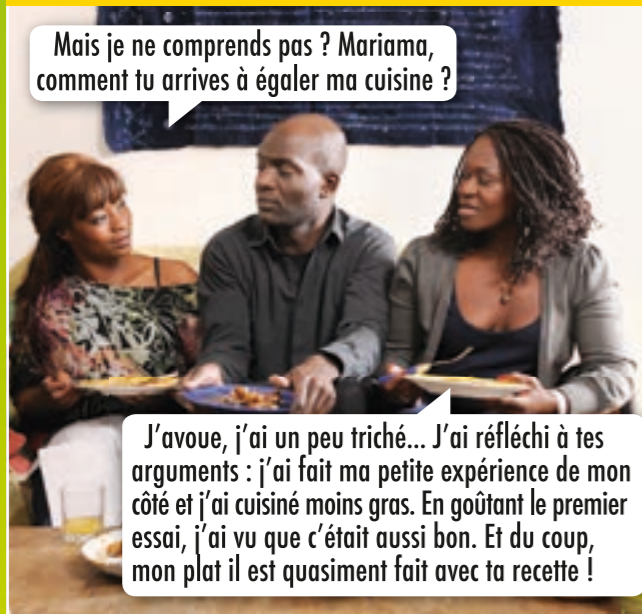 Mais je ne comprends pas ? Mariama,
comment tu arrives à égaler ma cuisine ?
J’avoue, j’ai un peu triché... J’ai réfléchi à tes
arguments : j’ai fait ma petite expérience de mon
côté et j’ai cuisiné moins gras. En goûtant le premier
essai, j’ai vu que c’était aussi bon. Et du coup,
mon plat il est quasiment fait avec ta recette !